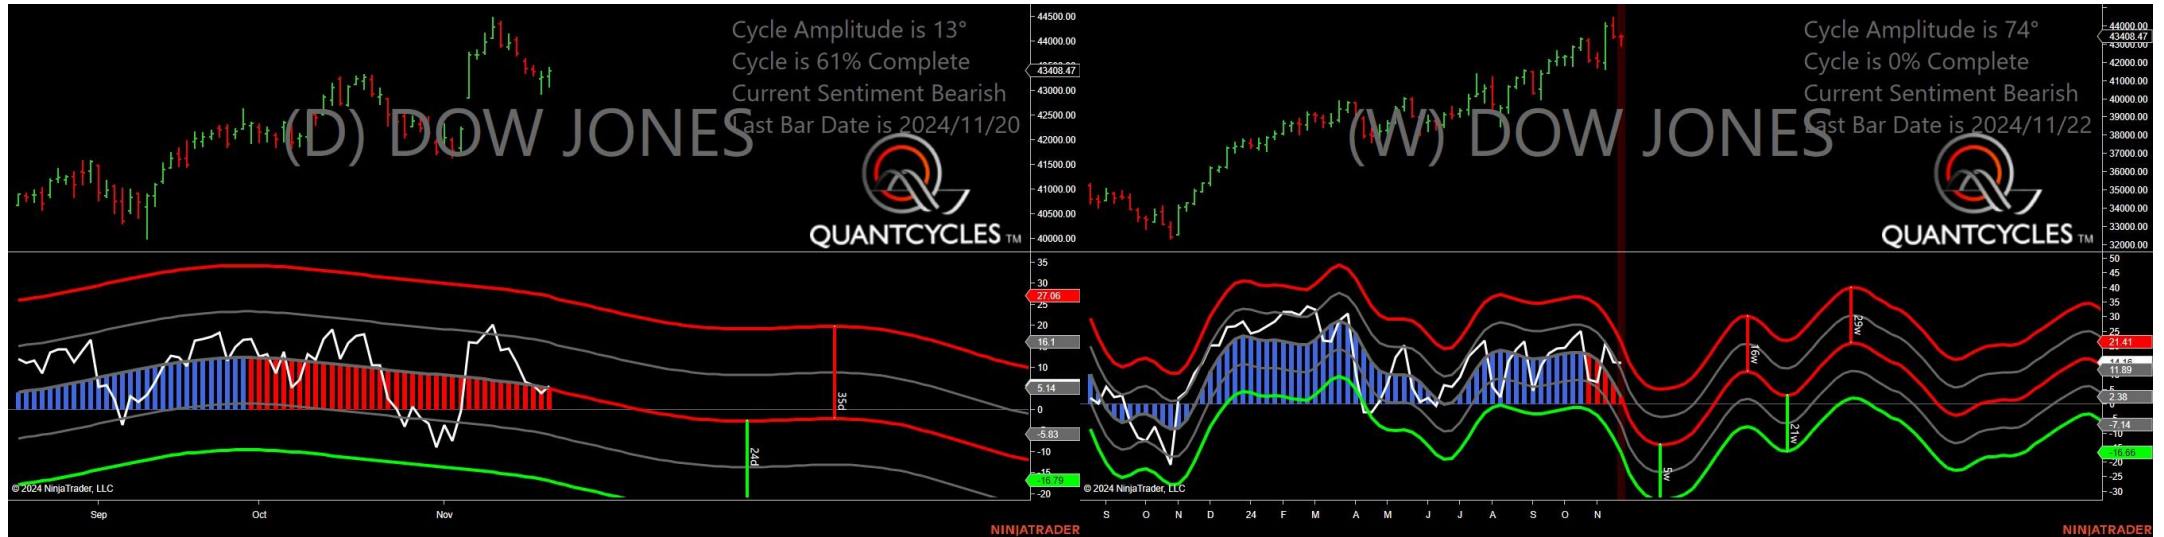 Cycle Amplitude is 13°
Cycle is 61% Complete
Current Sentiment Bearish
Last Bar Date is 2024/11/20
(D) DOW JONES
QUANTCYCLES TM
44500.00
44000.00
43408.47
43000.00
42500.00
42000.00
41500.00
41000.00
40500.00
40000.00
35
30
27.06
25
20
16.1
10
5.14
0
-5.83
-10
-15
-16.79
-20
35d
24d
© 2024 NinjaTrader, LLC
Sep
Oct
Nov
NINJATRADER
Cycle Amplitude is 74°
Cycle is 0% Complete
Current Sentiment Bearish
Last Bar Date is 2024/11/22
(W) DOW JONES
QUANTCYCLES TM
44000.00
43408.47
43000.00
42000.00
41000.00
40000.00
39000.00
38000.00
37000.00
36000.00
35000.00
34000.00
33000.00
32000.00
50
45
40
35
30
25
21.41
14.16
11.89
2.38
-7.14
-10
-16.66
-20
-25
-30
16w
29w
21w
5w
© 2024 NinjaTrader, LLC
S O N D 24 F M A M J J A S O N
NINJATRADER